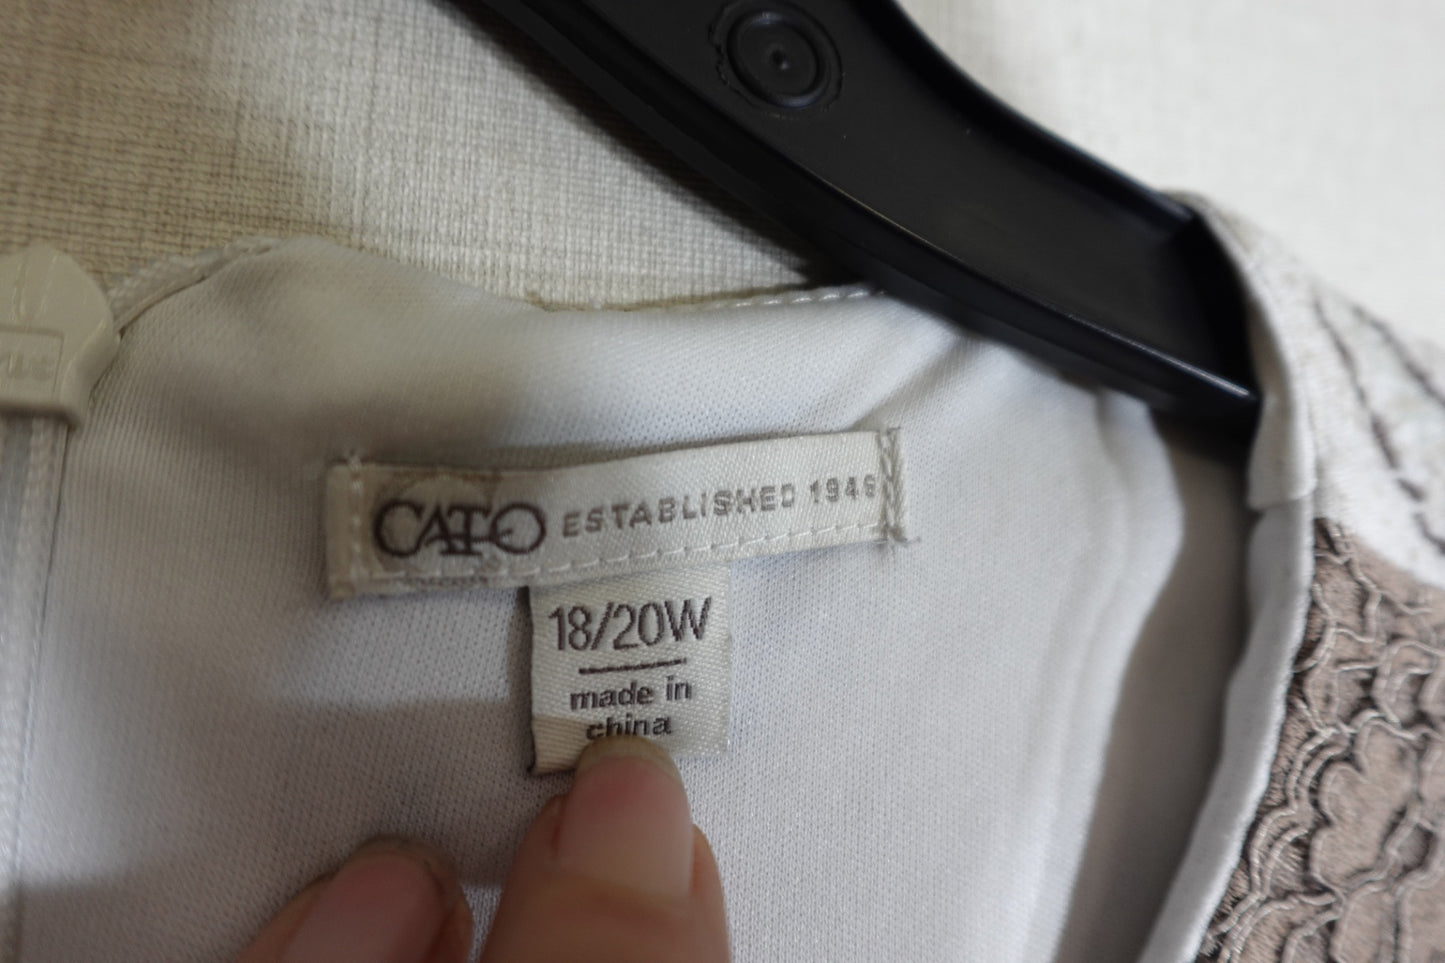 CATO ESTABLISHED 1946
18/20W
made in
china